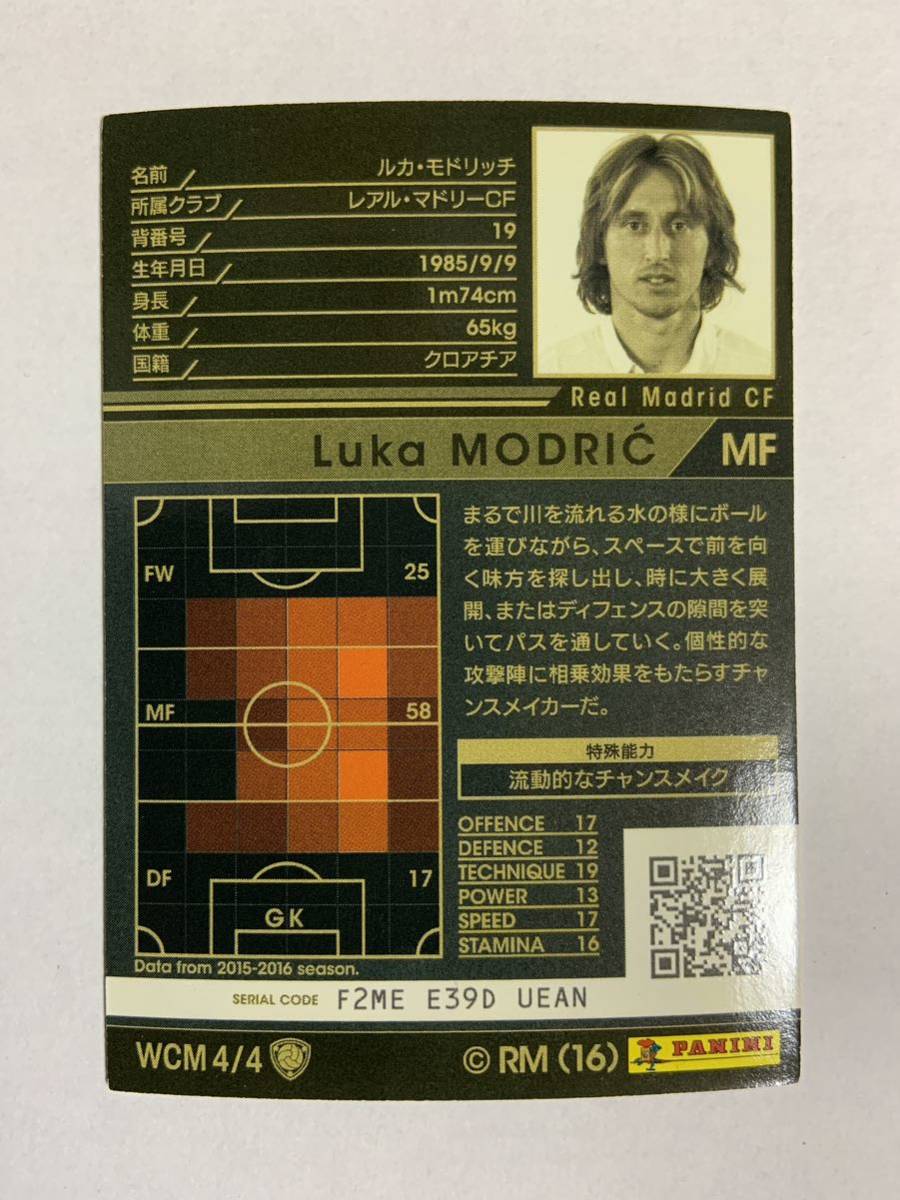 名前 ルカ・モドリッチ
所属クラブ レアル・マドリーCF
背番号 19
生年月日 1985/9/9
身長 1m74cm
体重 65kg
国籍 クロアチア
Real Madrid CF
Luka MODRIĆ MF
FW 25
MF 58
DF 17
GK
Data from 2015-2016 season.
まるで川を流れる水の様にボール
を運びながら、スペースで前を向
く味方を探し出し、時に大きく展
開、またはディフェンスの隙間を突
いてパスを通していく。個性的な
攻撃陣に相乗効果をもたらすチャ
ンスメイカーだ。
特殊能力
流動的なチャンスメイク
OFFENCE 17
DEFENCE 12
TECHNIQUE 19
POWER 13
SPEED 17
STAMINA 16
SERIAL CODE F2ME E39D UEAN
WCM 4/4 © RM (16) PANINI